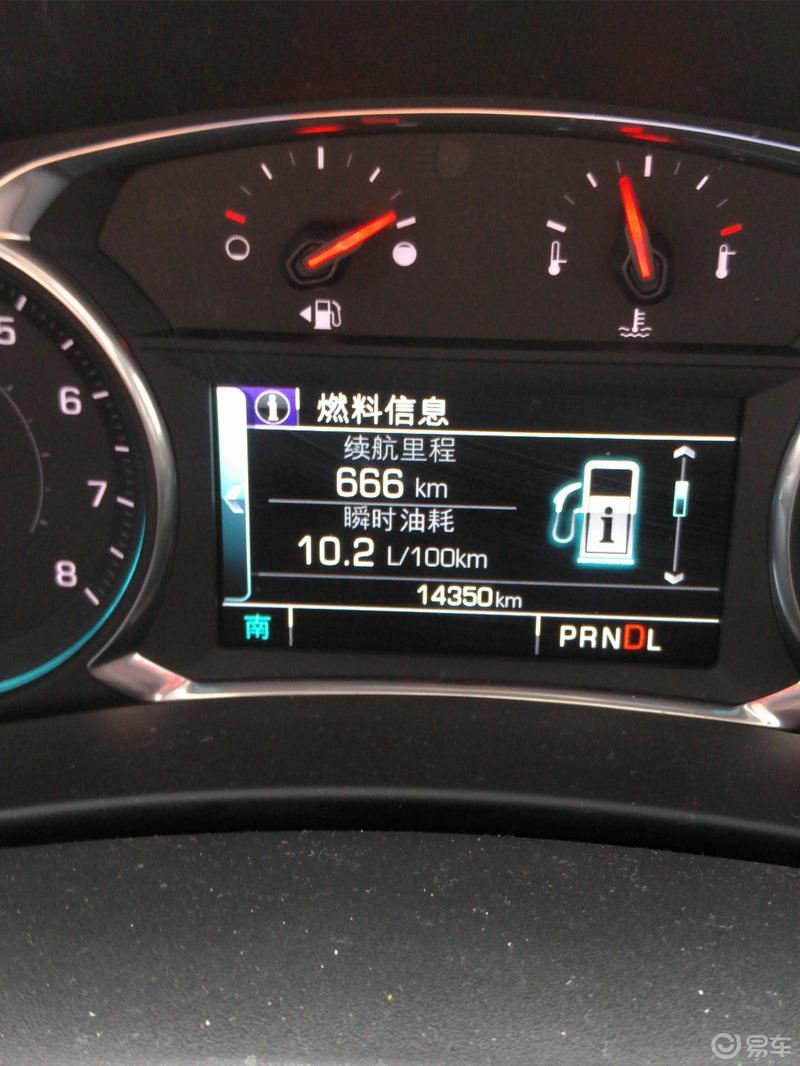 5
6
7
8
i 燃料信息
续航里程
666 km
瞬时油耗
10.2 L/100km
i
14350km
南
PRNDL
易车